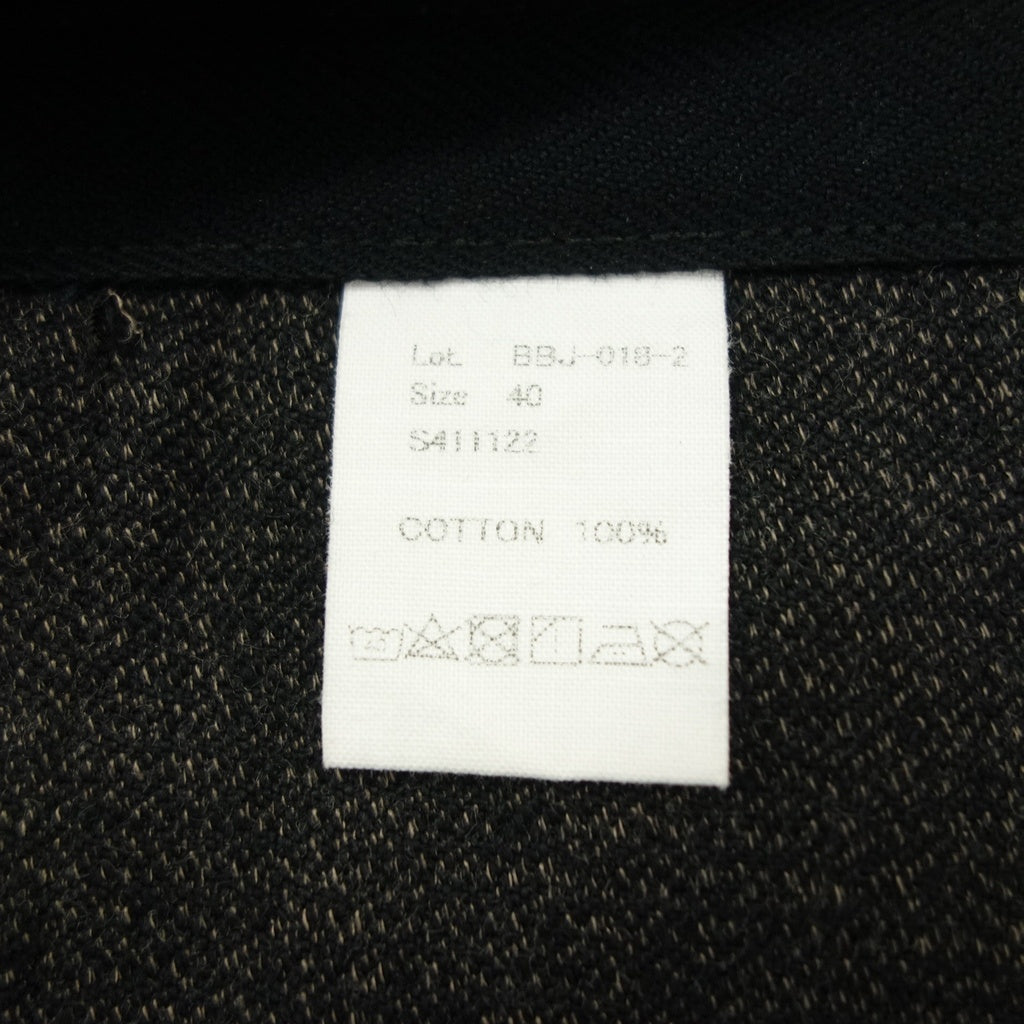 Lot BBJ-018-2
Size 40
S411122
COTTON 100%